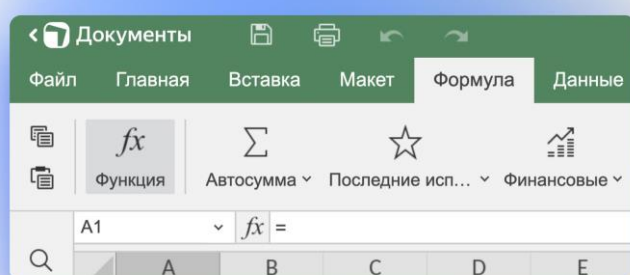 Документы
Файл Главная Вставка Макет Формула Данные
fx
Функция Автосумма Последние исп... Финансовые
A1 fx =
A B C D E